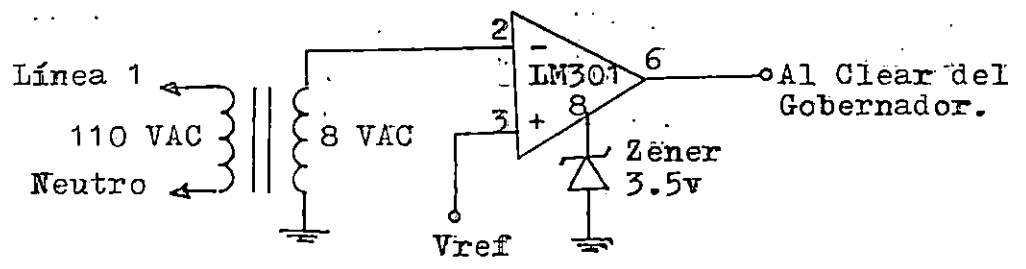 Línea 1
110 VAC
Neutro
8 VAC
2
-
LM301
8
3
+
6
Al Clear del
Gobernador.
Zener
3.5v
Vref